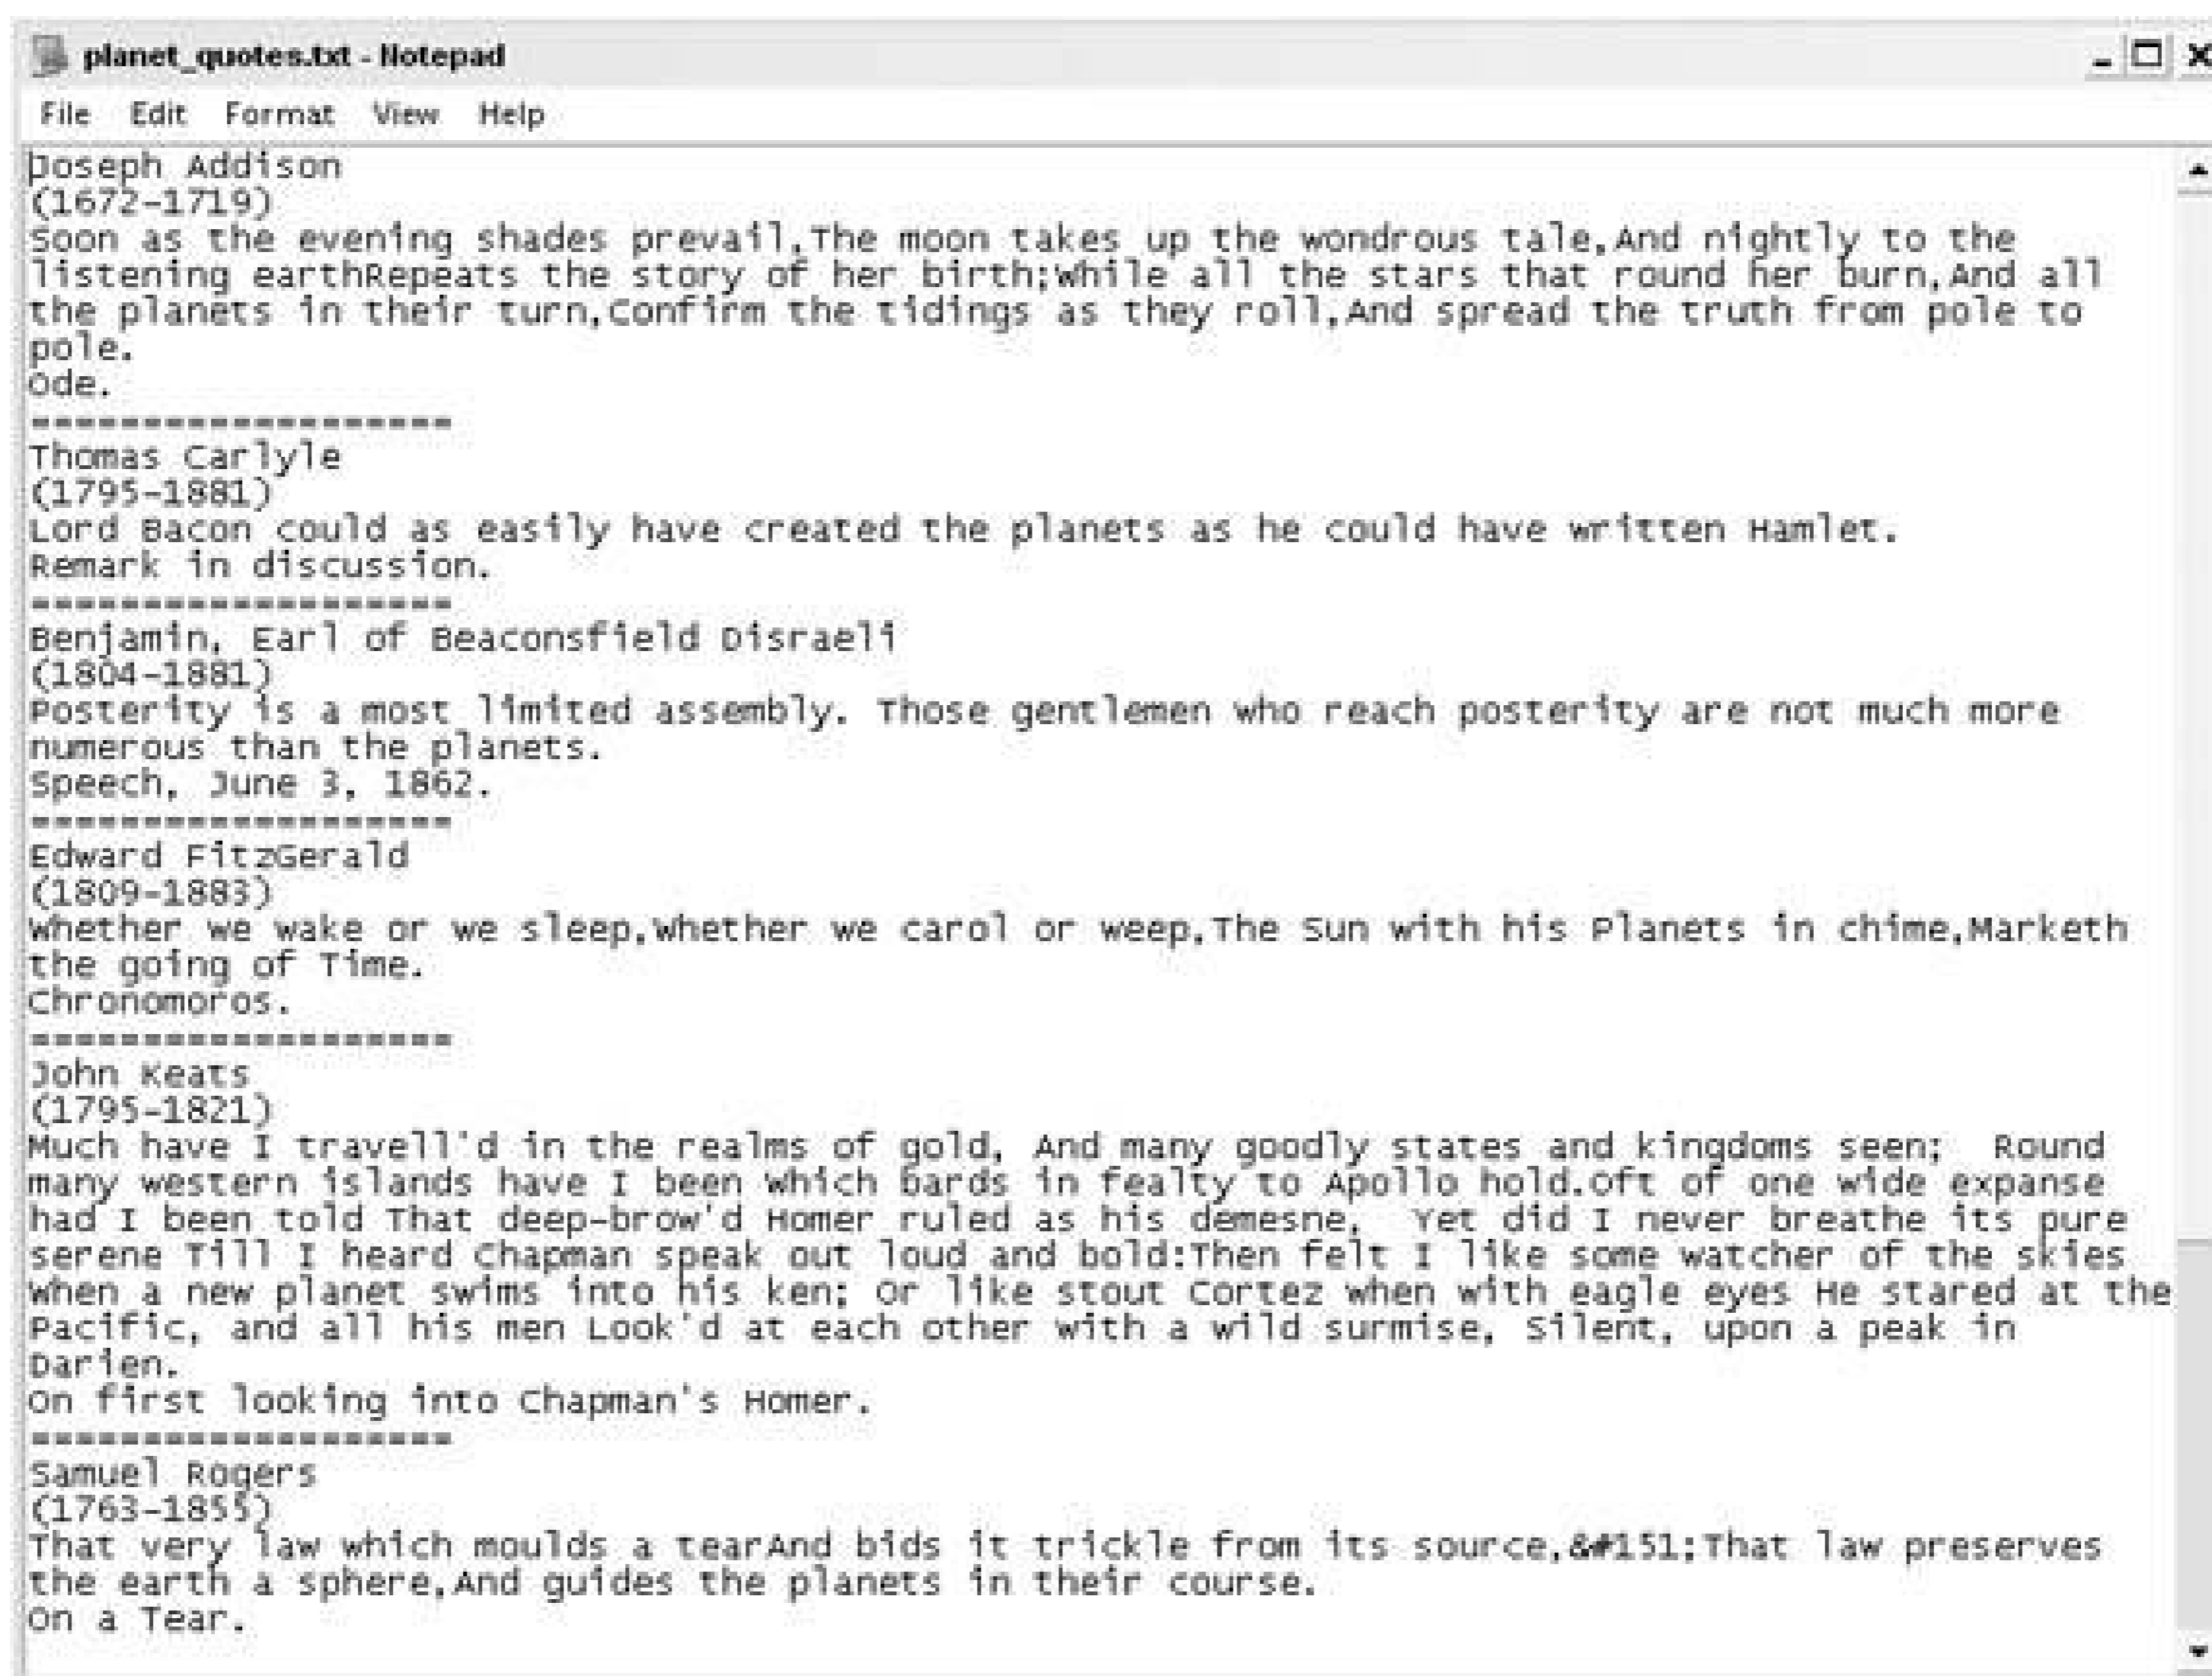 planet_quotes.txt - Notepad
File Edit Format View Help
Joseph Addison
(1672-1719)
Soon as the evening shades prevail,The moon takes up the wondrous tale,And nightly to the
listening earthRepeats the story of her birth;While all the stars that round her burn,And all
the planets in their turn,Confirm the tidings as they roll,And spread the truth from pole to
pole.
Ode.
===================
Thomas Carlyle
(1795-1881)
Lord Bacon could as easily have created the planets as he could have written Hamlet.
Remark in discussion.
===================
Benjamin, Earl of Beaconsfield Disraeli
(1804-1881)
Posterity is a most limited assembly. Those gentlemen who reach posterity are not much more
numerous than the planets.
Speech, June 3, 1862.
===================
Edward FitzGerald
(1809-1883)
Whether we wake or we sleep,Whether we carol or weep,The Sun with his Planets in chime,Marketh
the going of Time.
Chronomoros.
===================
John Keats
(1795-1821)
Much have I travell'd in the realms of gold, And many goodly states and kingdoms seen;  Round
many western islands have I been Which bards in fealty to Apollo hold.Oft of one wide expanse
had I been told That deep-brow'd Homer ruled as his demesne,  Yet did I never breathe its pure
serene Till I heard Chapman speak out loud and bold:Then felt I like some watcher of the skies
When a new planet swims into his ken; Or like stout Cortez when with eagle eyes He stared at the
Pacific, and all his men Look'd at each other with a wild surmise, Silent, upon a peak in
Darien.
On first looking into Chapman's Homer.
===================
Samuel Rogers
(1763-1855)
That very law which moulds a tearAnd bids it trickle from its source,&#151;That law preserves
the earth a sphere,And guides the planets in their course.
On a Tear.